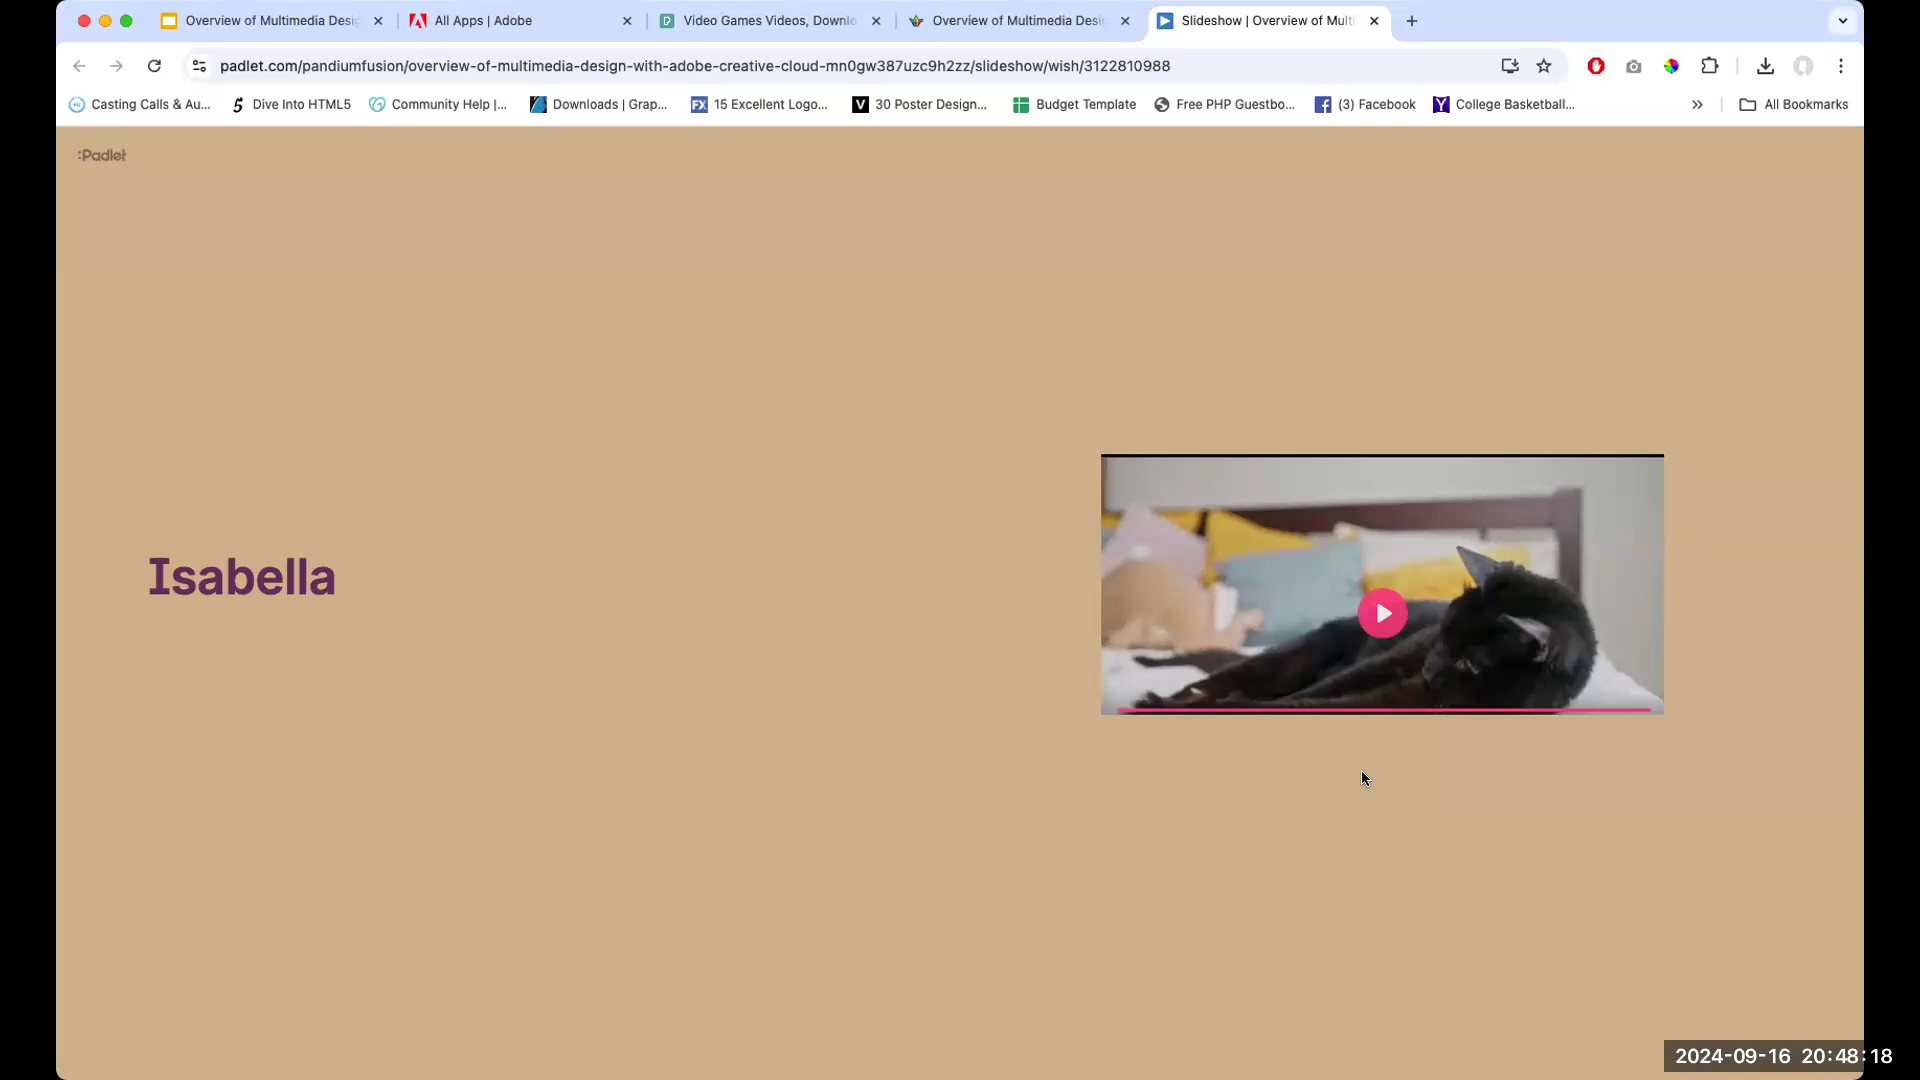 Overview of Multimedia Desi
All Apps | Adobe
Video Games Videos, Downlo
Overview of Multimedia Desi
Slideshow | Overview of Mult
padlet.com/pandiumfusion/overview-of-multimedia-design-with-adobe-creative-cloud-mn0gw387uzc9h2zz/slideshow/wish/3122810988
Casting Calls & Au...
Dive Into HTML5
Community Help |...
Downloads | Grap...
FX 15 Excellent Logo...
V 30 Poster Design...
Budget Template
Free PHP Guestbo...
(3) Facebook
Y College Basketball...
»
All Bookmarks
:Padlet
Isabella
2024-09-16 20:48:18